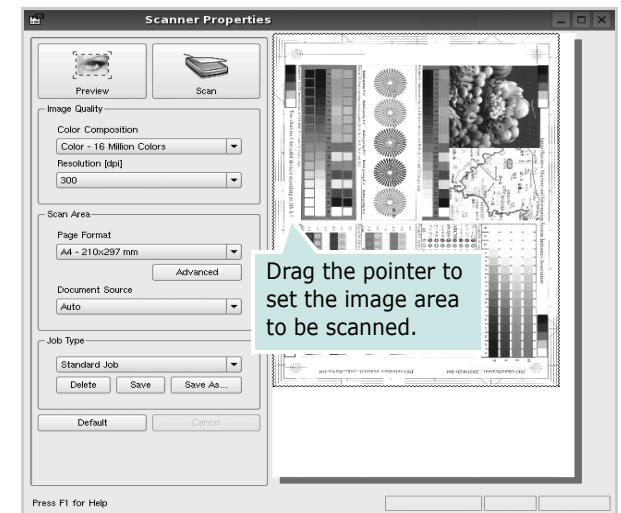 Scanner Properties
Preview
Scan
Image Quality
Color Composition
Color - 16 Million Colors
Resolution [dpi]
300
Scan Area
Page Format
A4 - 210x297 mm
Advanced
Document Source
Auto
Job Type
Standard Job
Delete
Save
Save As...
Default
Cancel
Drag the pointer to
set the image area
to be scanned.
Press F1 for Help